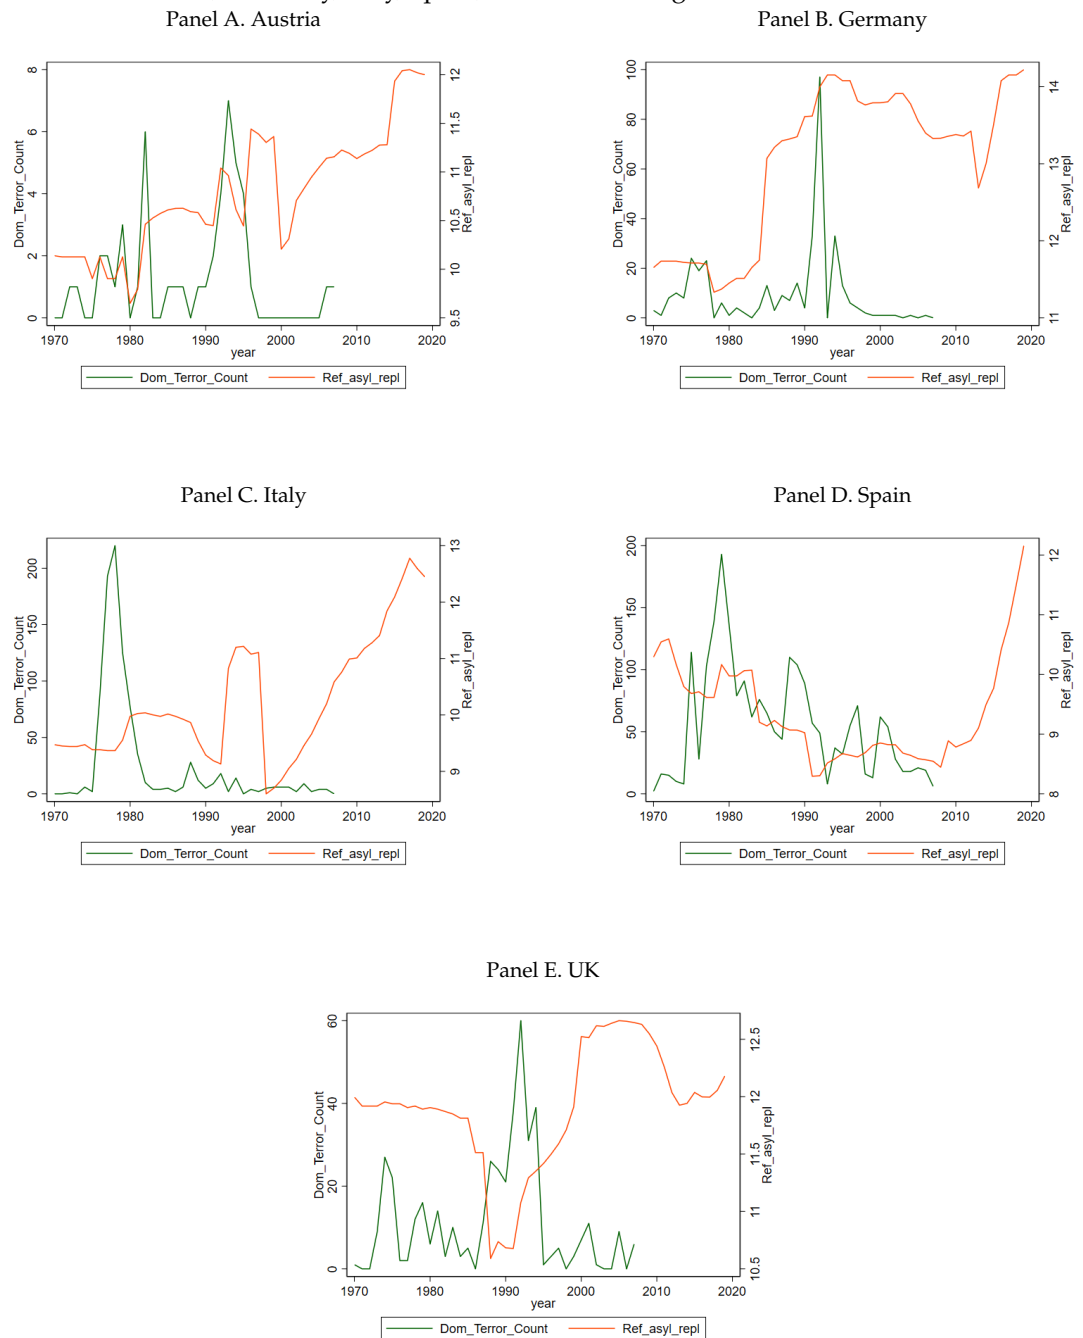 Panel A. Austria
Panel B. Germany
8
6
4
2
0
Dom_Terror_Count
12
11.5
11
10.5
10
9.5
Ref_asyl_repl
1970 1980 1990 2000 2010 2020
year
Dom_Terror_Count Ref_asyl_repl
100
80
60
40
20
0
Dom_Terror_Count
14
13
12
11
Ref_asyl_repl
1970 1980 1990 2000 2010 2020
year
Dom_Terror_Count Ref_asyl_repl
Panel C. Italy
Panel D. Spain
200
150
100
50
0
Dom_Terror_Count
13
12
11
10
9
Ref_asyl_repl
1970 1980 1990 2000 2010 2020
year
Dom_Terror_Count Ref_asyl_repl
200
150
100
50
0
Dom_Terror_Count
12
11
10
9
8
Ref_asyl_repl
1970 1980 1990 2000 2010 2020
year
Dom_Terror_Count Ref_asyl_repl
Panel E. UK
60
40
20
0
Dom_Terror_Count
12.5
12
11.5
11
10.5
Ref_asyl_repl
1970 1980 1990 2000 2010 2020
year
Dom_Terror_Count Ref_asyl_repl